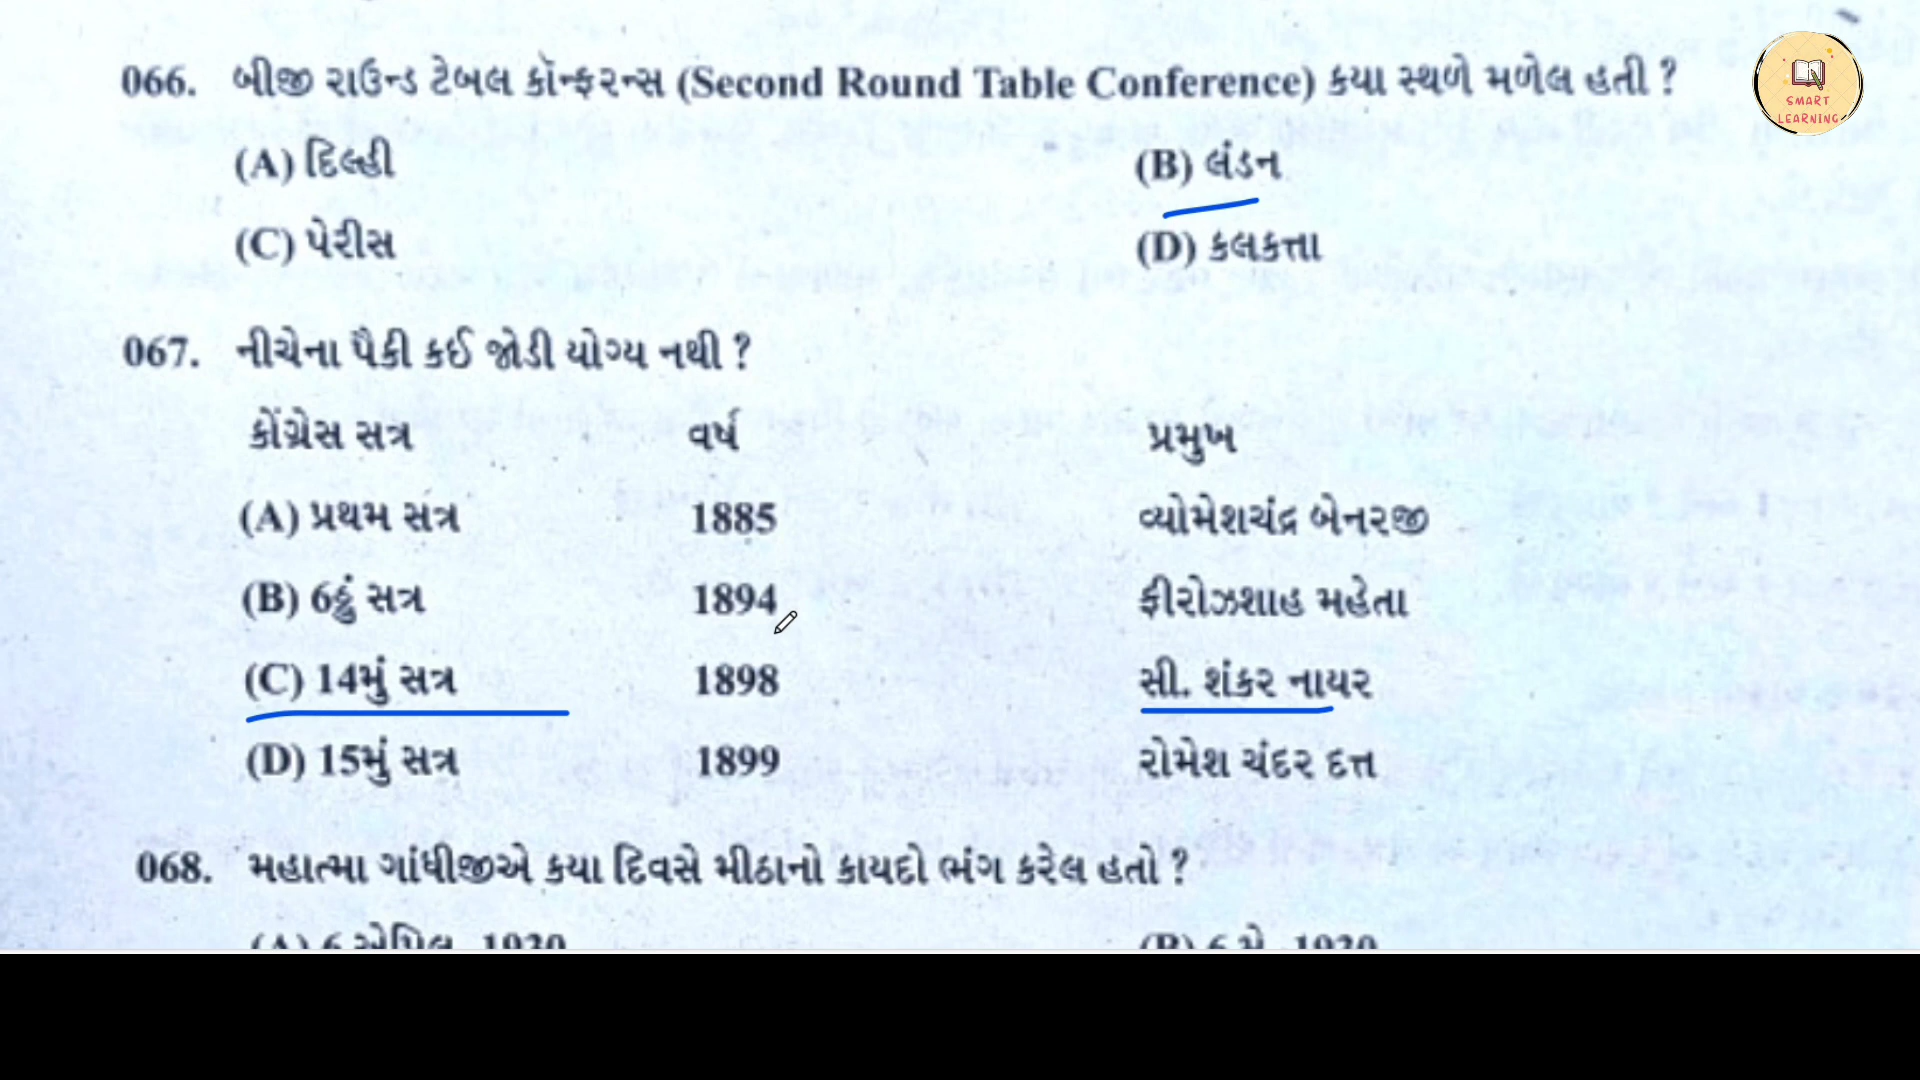 066. બીજી રાઉન્ડ ટેબલ કૉન્ફરન્સ (Second Round Table Conference) કયા સ્થળે મળેલ હતી ?
SMART
LEARNING
(A) દિલ્હી (B) લંડન
(C) પેરીસ (D) કલકત્તા
067. નીચેના પૈકી કઈ જોડી યોગ્ય નથી ?
કોંગ્રેસ સત્ર વર્ષ પ્રમુખ
(A) પ્રથમ સત્ર 1885 વ્યોમેશચંદ્ર બેનરજી
(B) 6ઠ્ઠું સત્ર 1894 ફીરોઝશાહ મહેતા
(C) 14મું સત્ર 1898 સી. શંકર નાયર
(D) 15મું સત્ર 1899 રોમેશ ચંદર દત્ત
068. મહાત્મા ગાંધીજીએ કયા દિવસે મીઠાનો કાયદો ભંગ કરેલ હતો ?